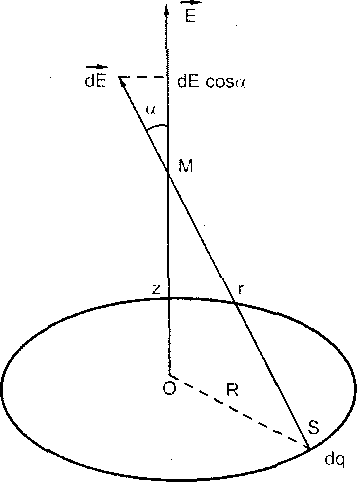 E
dE dE cosα
α
M
z r
O R
S
dq